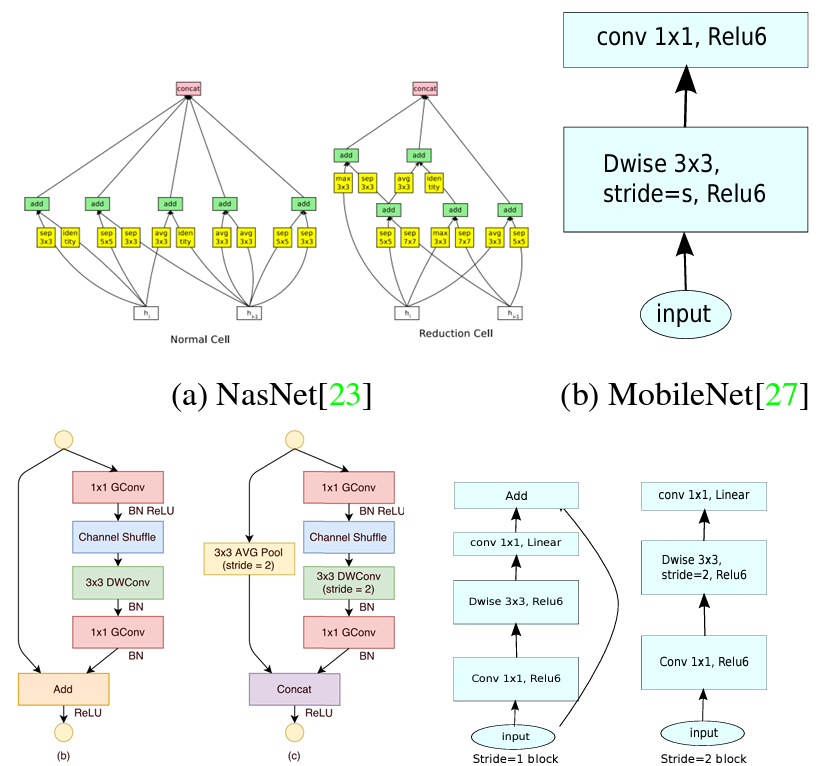 concat
add
add
add
add
add
sep
3x3
iden
tity
sep
5x5
sep
3x3
avg
3x3
iden
tity
avg
3x3
avg
3x3
sep
5x5
sep
3x3
h_i
h_{i-1}
Normal Cell
concat
add
add
max
3x3
sep
3x3
avg
3x3
iden
tity
add
add
add
sep
5x5
sep
7x7
max
3x3
sep
7x7
avg
3x3
sep
5x5
h_i
h_{i-1}
Reduction Cell
(a) NasNet[23]
conv 1x1, Relu6
Dwise 3x3,
stride=s, Relu6
input
(b) MobileNet[27]
1x1 GConv
BN ReLU
Channel Shuffle
3x3 DWConv
BN
1x1 GConv
BN
Add
ReLU
(b)
1x1 GConv
BN ReLU
Channel Shuffle
3x3 AVG Pool
(stride = 2)
3x3 DWConv
(stride = 2)
BN
1x1 GConv
BN
Concat
ReLU
(c)
Add
conv 1x1, Linear
Dwise 3x3, Relu6
Conv 1x1, Relu6
input
Stride=1 block
conv 1x1, Linear
Dwise 3x3,
stride=2, Relu6
Conv 1x1, Relu6
input
Stride=2 block